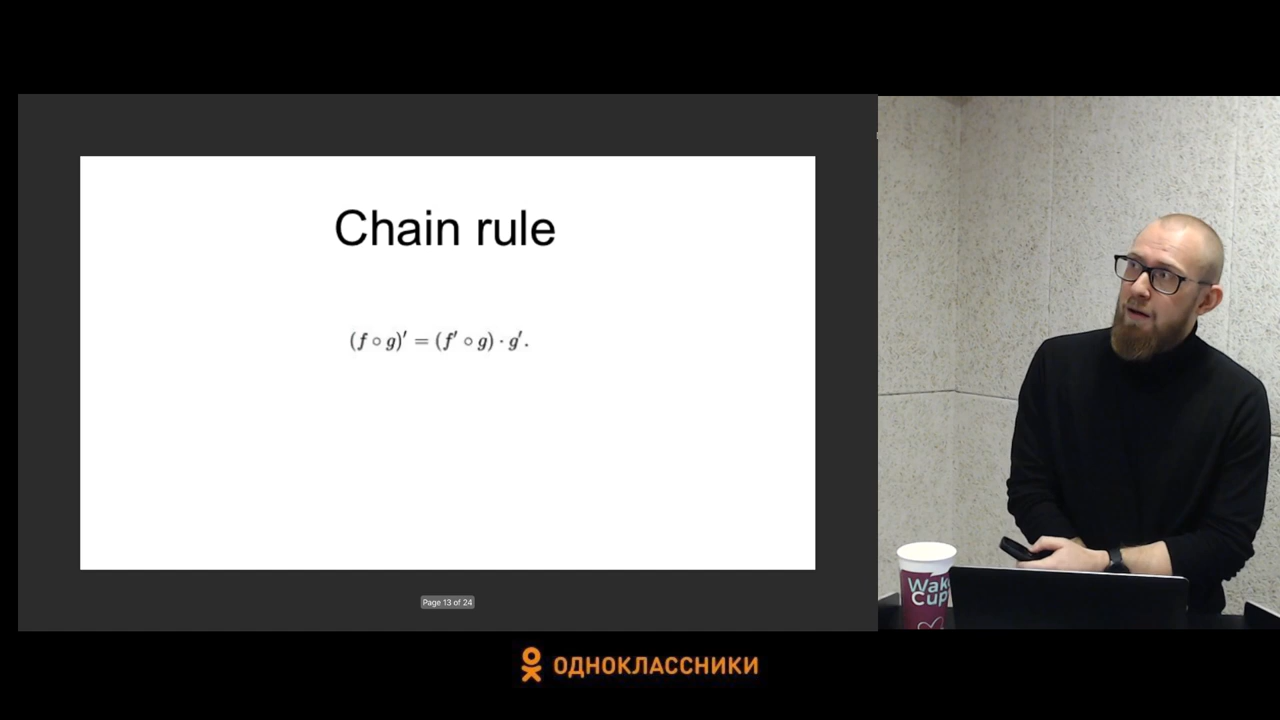 Chain rule
(f ∘ g)′ = (f′ ∘ g) · g′.
Page 13 of 24
Wake
Cup
ОДНОКЛАССНИКИ